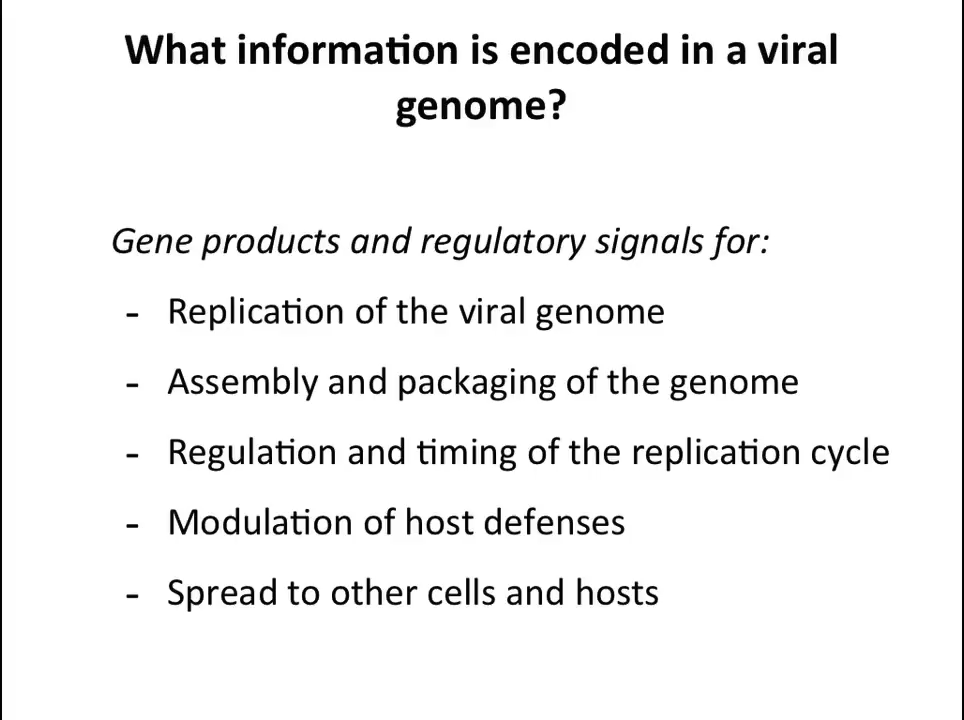 What information is encoded in a viral
genome?
Gene products and regulatory signals for:
- Replication of the viral genome
- Assembly and packaging of the genome
- Regulation and timing of the replication cycle
- Modulation of host defenses
- Spread to other cells and hosts